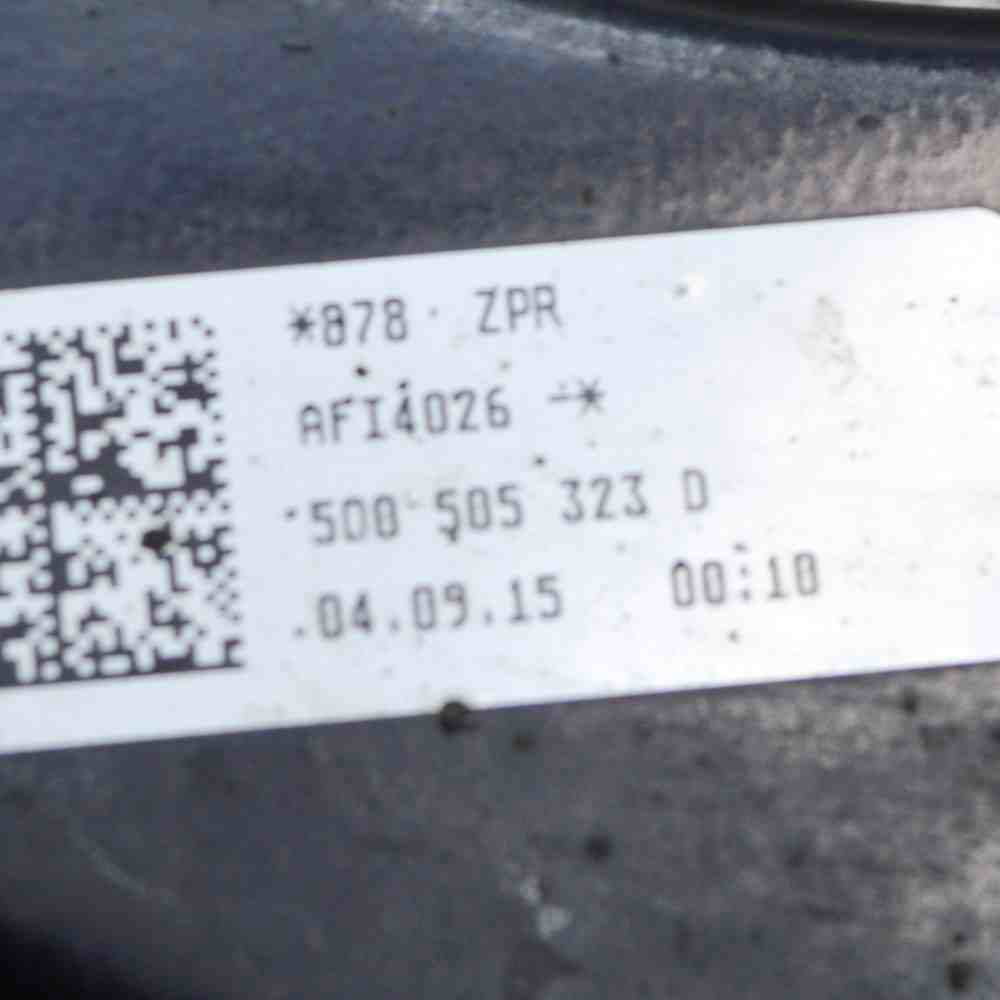 *878 ZPR
AFI4026 -*
5Q0 505 323 D
04.09.15 00:10